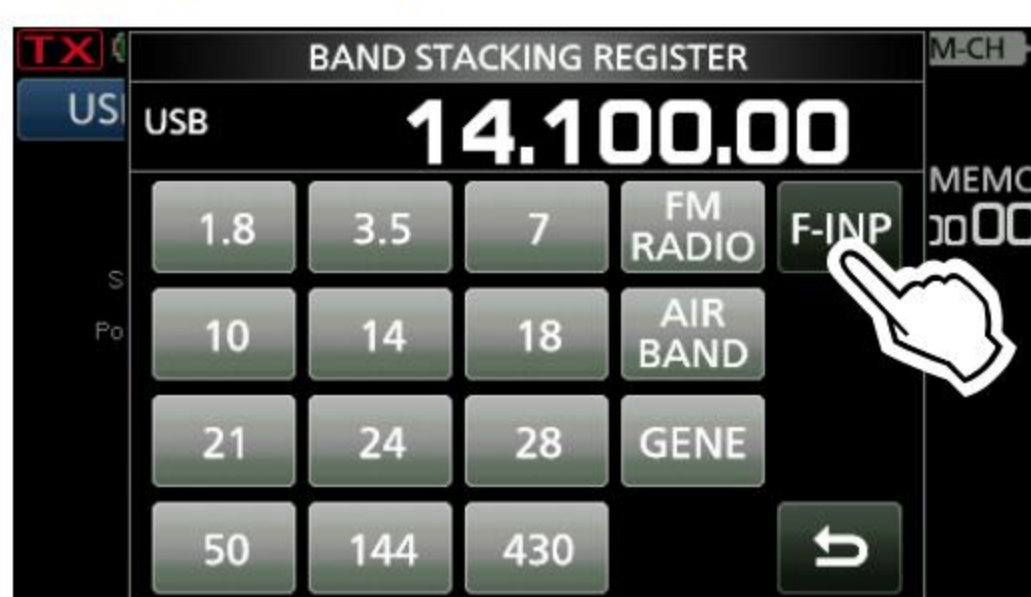 TX
BAND STACKING REGISTER
M-CH
USB
14.100.00
MEMO
1.8 3.5 7 FM RADIO F-INP
10 14 18 AIR BAND
21 24 28 GENE
50 144 430